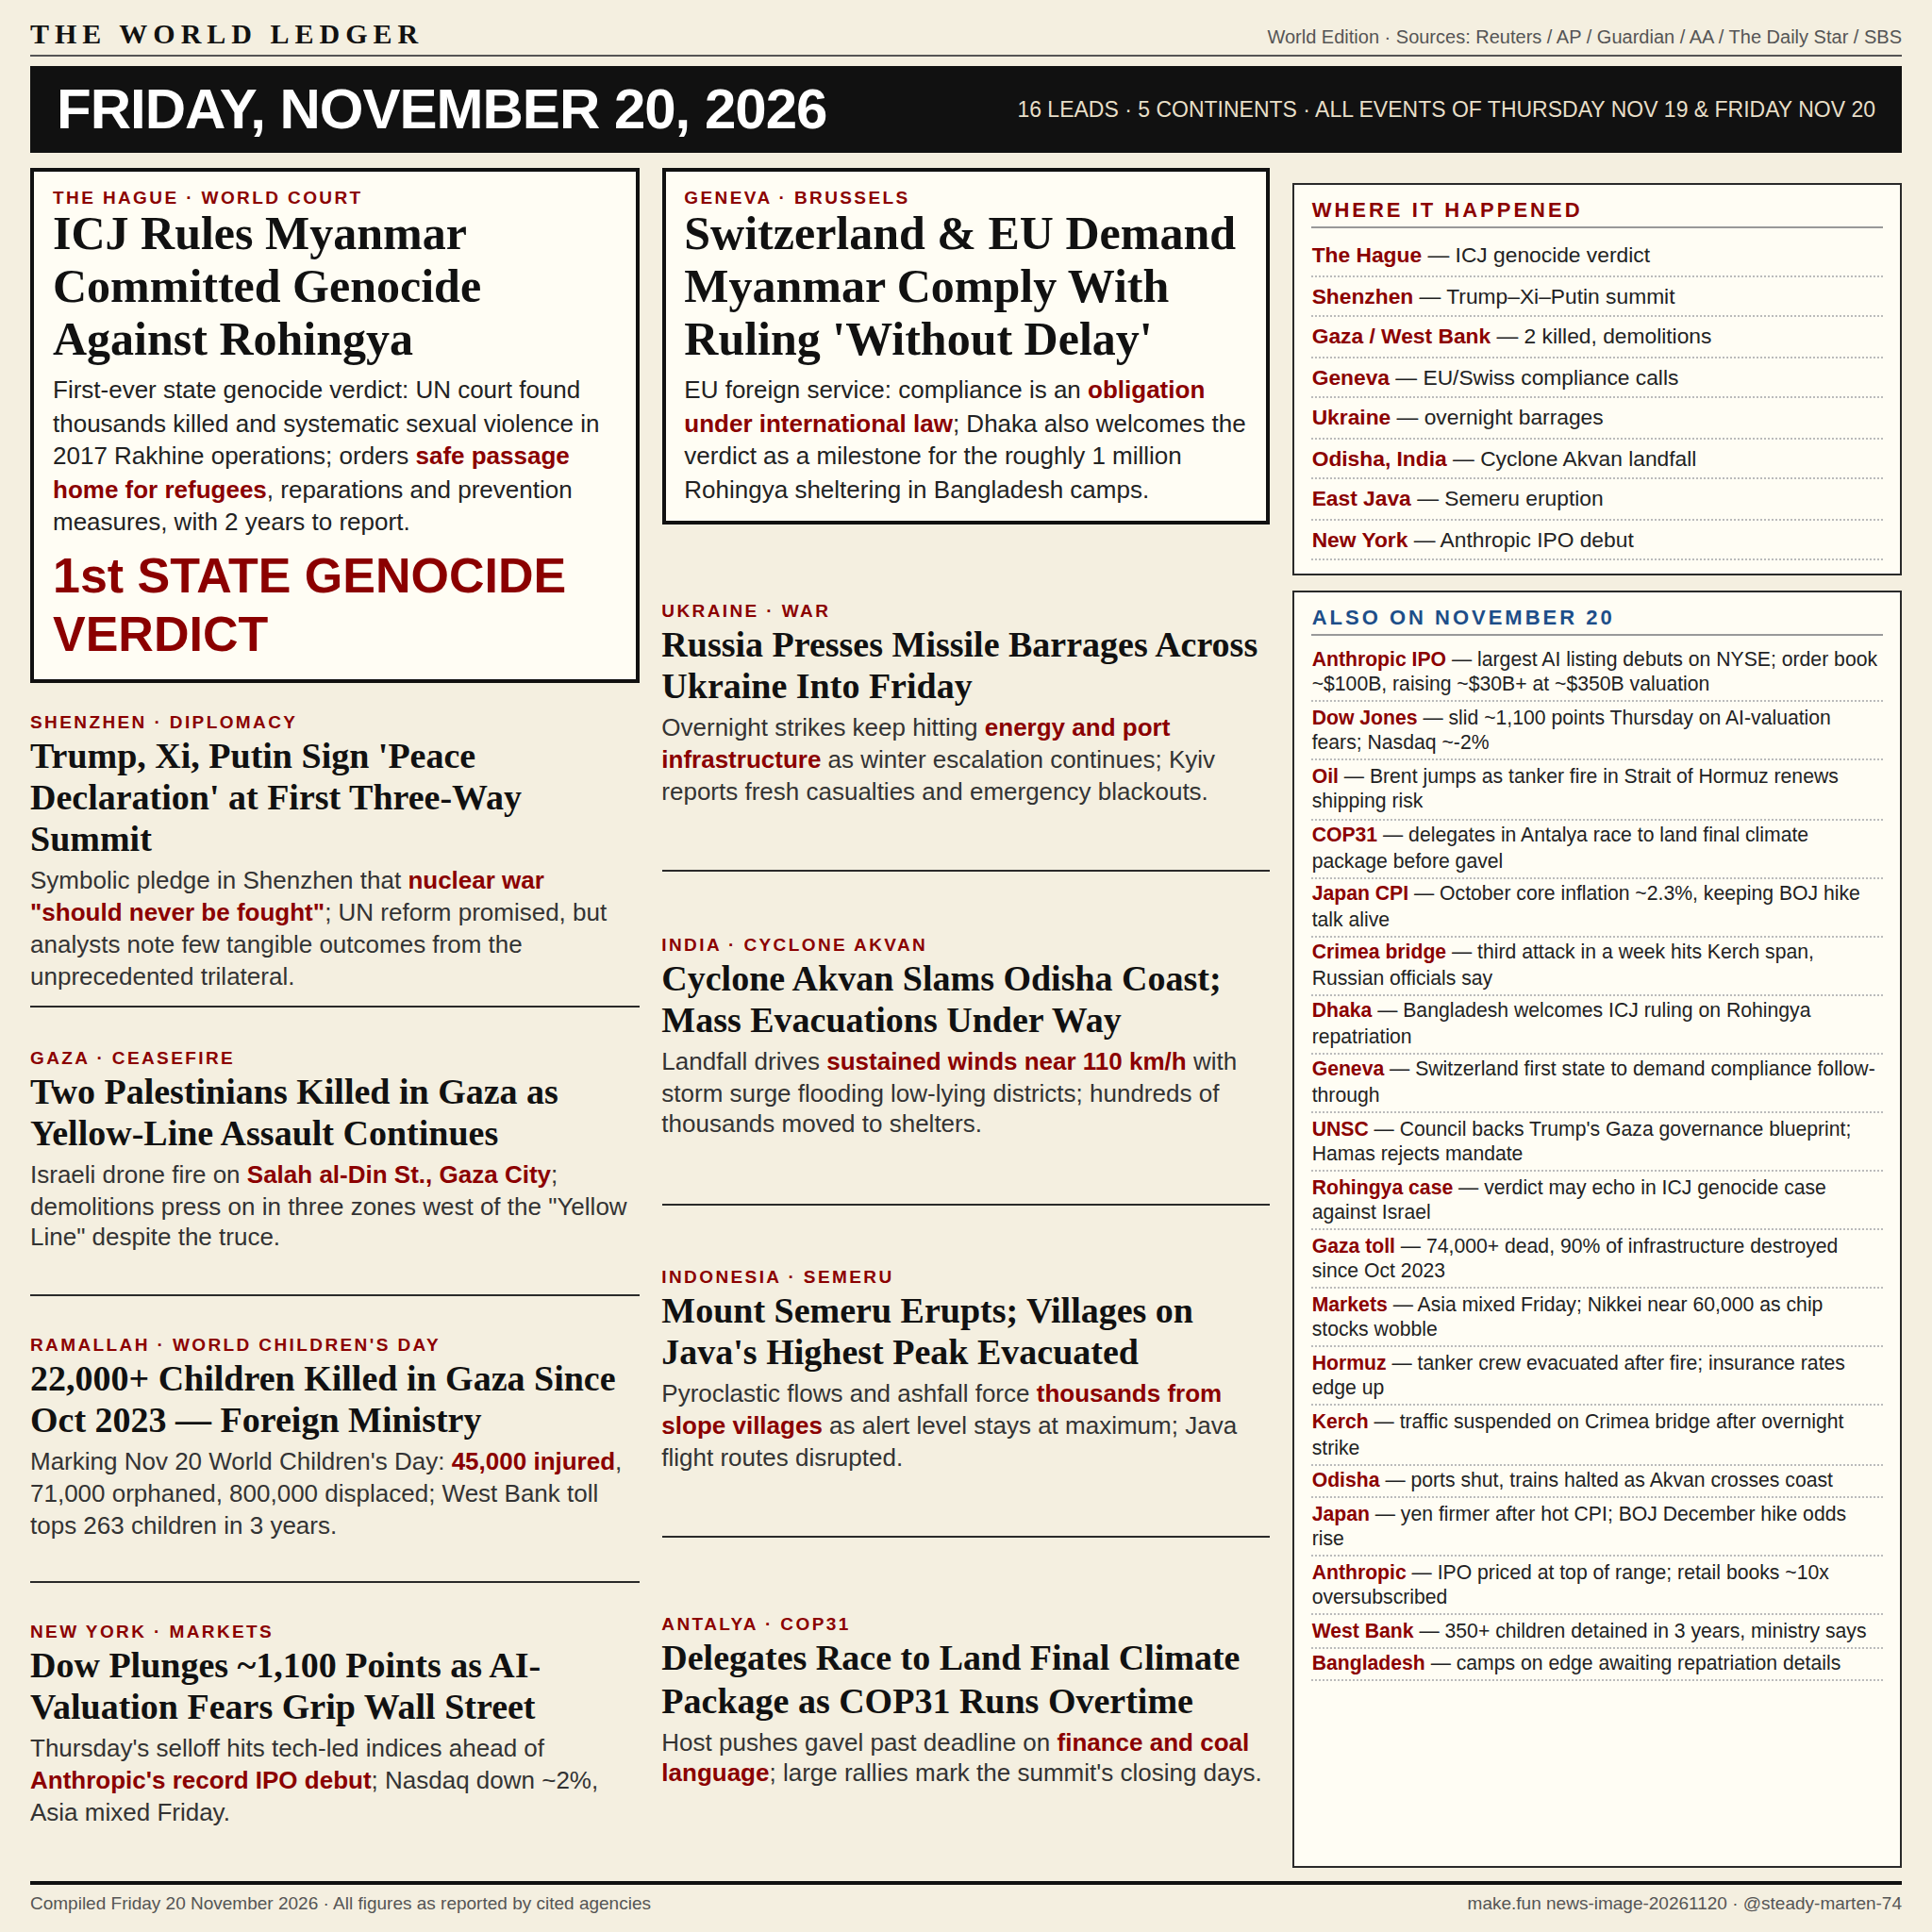 THE WORLD LEDGER
World Edition · Sources: Reuters / AP / Guardian / AA / The Daily Star / SBS
FRIDAY, NOVEMBER 20, 2026
16 LEADS · 5 CONTINENTS · ALL EVENTS OF THURSDAY NOV 19 & FRIDAY NOV 20
THE HAGUE · WORLD COURT
ICJ Rules Myanmar
Committed Genocide
Against Rohingya
First-ever state genocide verdict: UN court found
thousands killed and systematic sexual violence in
2017 Rakhine operations; orders safe passage
home for refugees, reparations and prevention
measures, with 2 years to report.
1st STATE GENOCIDE
VERDICT
SHENZHEN · DIPLOMACY
Trump, Xi, Putin Sign 'Peace
Declaration' at First Three-Way
Summit
Symbolic pledge in Shenzhen that nuclear war
"should never be fought"; UN reform promised, but
analysts note few tangible outcomes from the
unprecedented trilateral.
GAZA · CEASEFIRE
Two Palestinians Killed in Gaza as
Yellow-Line Assault Continues
Israeli drone fire on Salah al-Din St., Gaza City;
demolitions press on in three zones west of the "Yellow
Line" despite the truce.
RAMALLAH · WORLD CHILDREN'S DAY
22,000+ Children Killed in Gaza Since
Oct 2023 — Foreign Ministry
Marking Nov 20 World Children's Day: 45,000 injured,
71,000 orphaned, 800,000 displaced; West Bank toll
tops 263 children in 3 years.
NEW YORK · MARKETS
Dow Plunges ~1,100 Points as AI-
Valuation Fears Grip Wall Street
Thursday's selloff hits tech-led indices ahead of
Anthropic's record IPO debut; Nasdaq down ~2%,
Asia mixed Friday.
GENEVA · BRUSSELS
Switzerland & EU Demand
Myanmar Comply With
Ruling 'Without Delay'
EU foreign service: compliance is an obligation
under international law; Dhaka also welcomes the
verdict as a milestone for the roughly 1 million
Rohingya sheltering in Bangladesh camps.
UKRAINE · WAR
Russia Presses Missile Barrages Across
Ukraine Into Friday
Overnight strikes keep hitting energy and port
infrastructure as winter escalation continues; Kyiv
reports fresh casualties and emergency blackouts.
INDIA · CYCLONE AKVAN
Cyclone Akvan Slams Odisha Coast;
Mass Evacuations Under Way
Landfall drives sustained winds near 110 km/h with
storm surge flooding low-lying districts; hundreds of
thousands moved to shelters.
INDONESIA · SEMERU
Mount Semeru Erupts; Villages on
Java's Highest Peak Evacuated
Pyroclastic flows and ashfall force thousands from
slope villages as alert level stays at maximum; Java
flight routes disrupted.
ANTALYA · COP31
Delegates Race to Land Final Climate
Package as COP31 Runs Overtime
Host pushes gavel past deadline on finance and coal
language; large rallies mark the summit's closing days.
WHERE IT HAPPENED
The Hague — ICJ genocide verdict
Shenzhen — Trump–Xi–Putin summit
Gaza / West Bank — 2 killed, demolitions
Geneva — EU/Swiss compliance calls
Ukraine — overnight barrages
Odisha, India — Cyclone Akvan landfall
East Java — Semeru eruption
New York — Anthropic IPO debut
ALSO ON NOVEMBER 20
Anthropic IPO — largest AI listing debuts on NYSE; order book
~$100B, raising ~$30B+ at ~$350B valuation
Dow Jones — slid ~1,100 points Thursday on AI-valuation
fears; Nasdaq ~-2%
Oil — Brent jumps as tanker fire in Strait of Hormuz renews
shipping risk
COP31 — delegates in Antalya race to land final climate
package before gavel
Japan CPI — October core inflation ~2.3%, keeping BOJ hike
talk alive
Crimea bridge — third attack in a week hits Kerch span,
Russian officials say
Dhaka — Bangladesh welcomes ICJ ruling on Rohingya
repatriation
Geneva — Switzerland first state to demand compliance follow-
through
UNSC — Council backs Trump's Gaza governance blueprint;
Hamas rejects mandate
Rohingya case — verdict may echo in ICJ genocide case
against Israel
Gaza toll — 74,000+ dead, 90% of infrastructure destroyed
since Oct 2023
Markets — Asia mixed Friday; Nikkei near 60,000 as chip
stocks wobble
Hormuz — tanker crew evacuated after fire; insurance rates
edge up
Kerch — traffic suspended on Crimea bridge after overnight
strike
Odisha — ports shut, trains halted as Akvan crosses coast
Japan — yen firmer after hot CPI; BOJ December hike odds
rise
Anthropic — IPO priced at top of range; retail books ~10x
oversubscribed
West Bank — 350+ children detained in 3 years, ministry says
Bangladesh — camps on edge awaiting repatriation details
Compiled Friday 20 November 2026 · All figures as reported by cited agencies
make.fun news-image-20261120 · @steady-marten-74